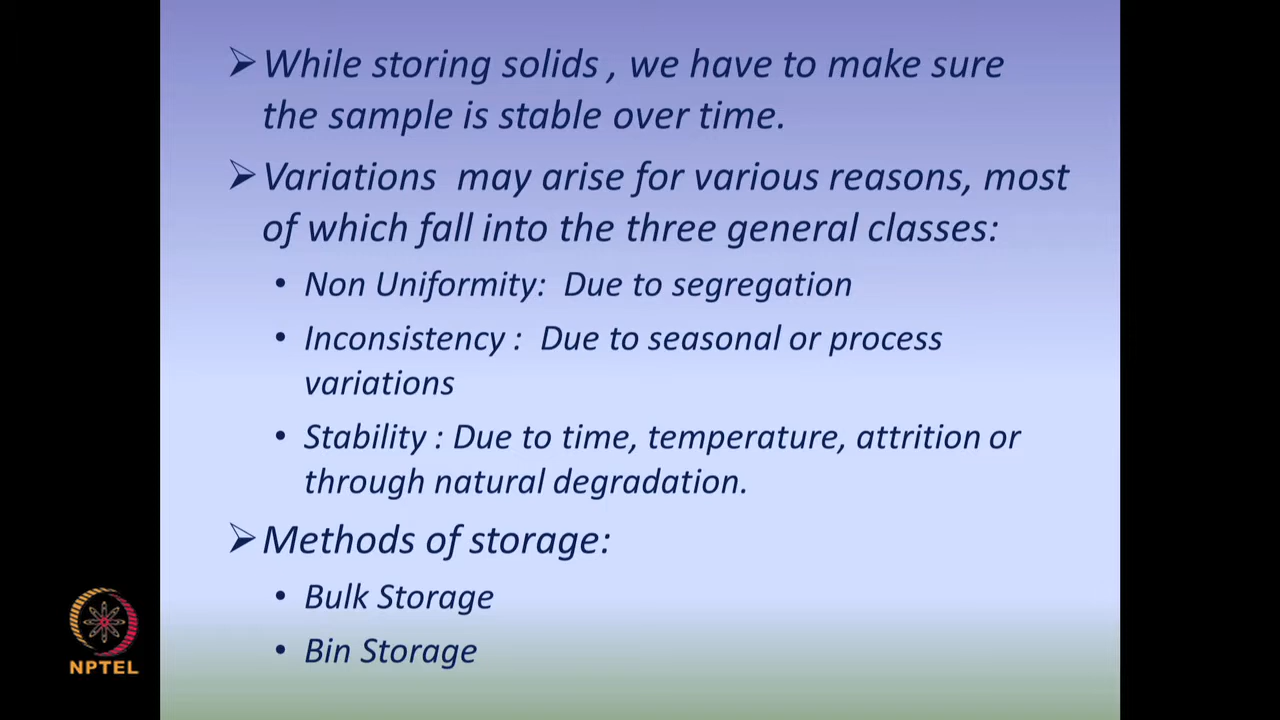 ➢While storing solids , we have to make sure
the sample is stable over time.
➢Variations may arise for various reasons, most
of which fall into the three general classes:
• Non Uniformity: Due to segregation
• Inconsistency : Due to seasonal or process
variations
• Stability : Due to time, temperature, attrition or
through natural degradation.
➢Methods of storage:
• Bulk Storage
• Bin Storage
NPTEL